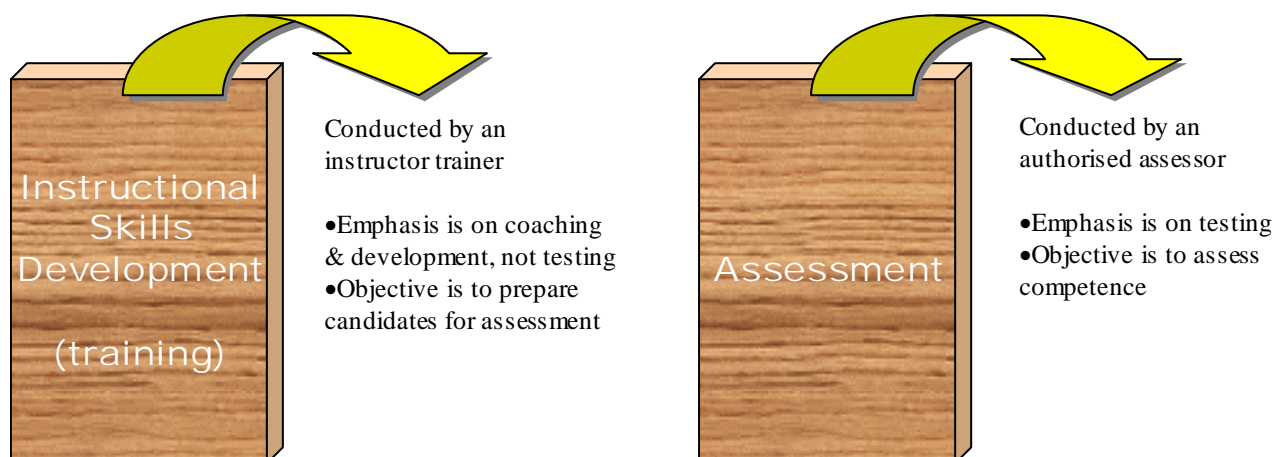 Instructional
Skills
Development
(training)
Conducted by an
instructor trainer
•Emphasis is on coaching
& development, not testing
•Objective is to prepare
candidates for assessment
Assessment
Conducted by an
authorised assessor
•Emphasis is on testing
•Objective is to assess
competence